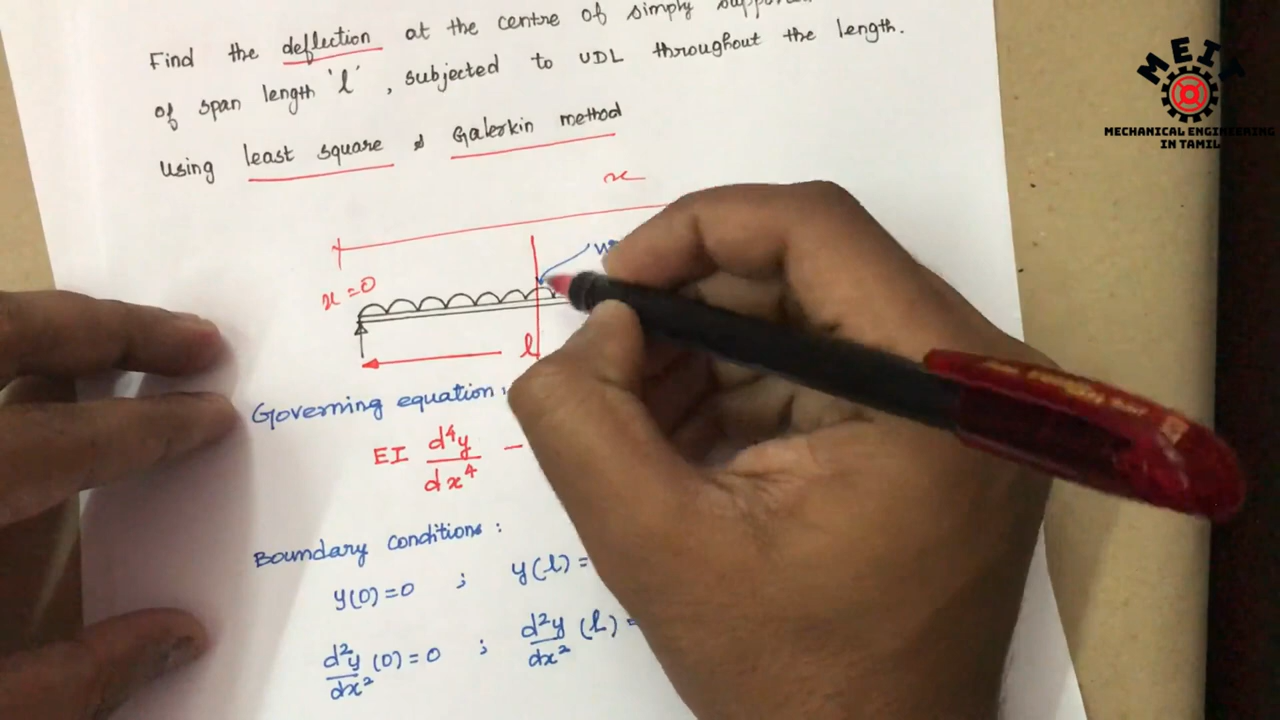 Find the deflection at the centre of simply
of span length 'l', subjected to UDL throughout the length.
Using least square & Galerkin method
x
x=0
l
Governing equation
EI d⁴y/dx⁴ -
Boundary conditions:
y(0)=0 ; y(l)=
d²y/dx² (0)=0 ; d²y/dx² (l)=
MEIT
MECHANICAL ENGINEERING
IN TAMIL